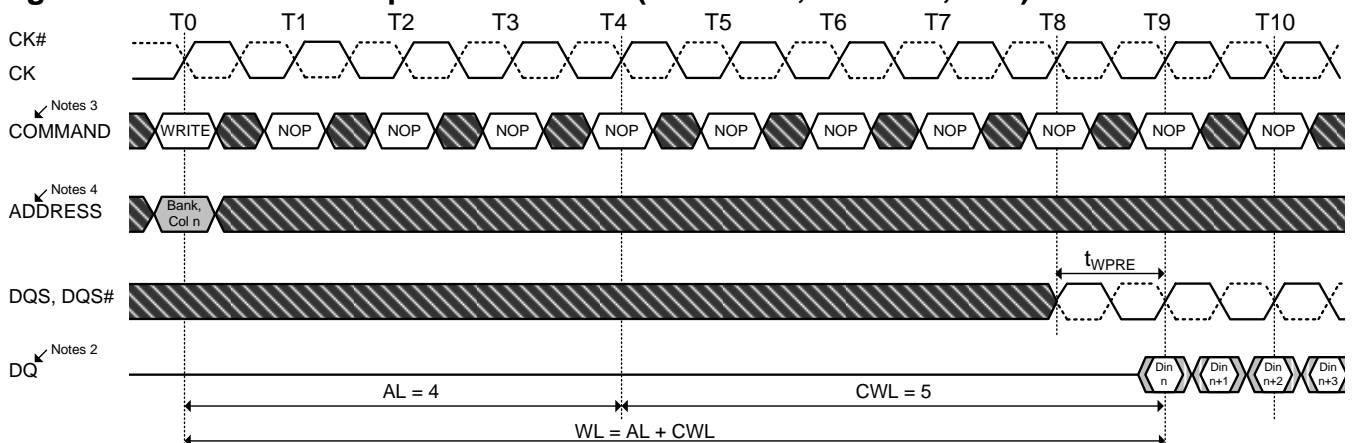 T0 T1 T2 T3 T4 T5 T6 T7 T8 T9 T10
CK#
CK
Notes 3
COMMAND WRITE NOP NOP NOP NOP NOP NOP NOP NOP NOP NOP
Notes 4
ADDRESS Bank, Col n
tWPRE
DQS, DQS#
Notes 2
DQ Din n Din n+1 Din n+2 Din n+3
AL = 4 CWL = 5
WL = AL + CWL